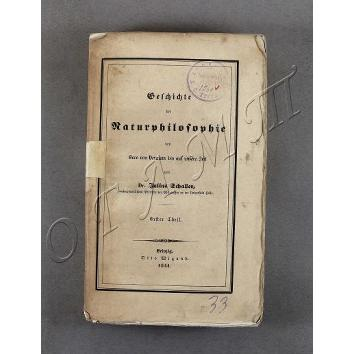 Geschichte
der
Naturphilosophie
von
Baco von Verulam bis auf unsere Zeit
von
Dr. Julius Schaller,
Erster Theil.
Leipzig,
Otto Wigand.
1841.
33